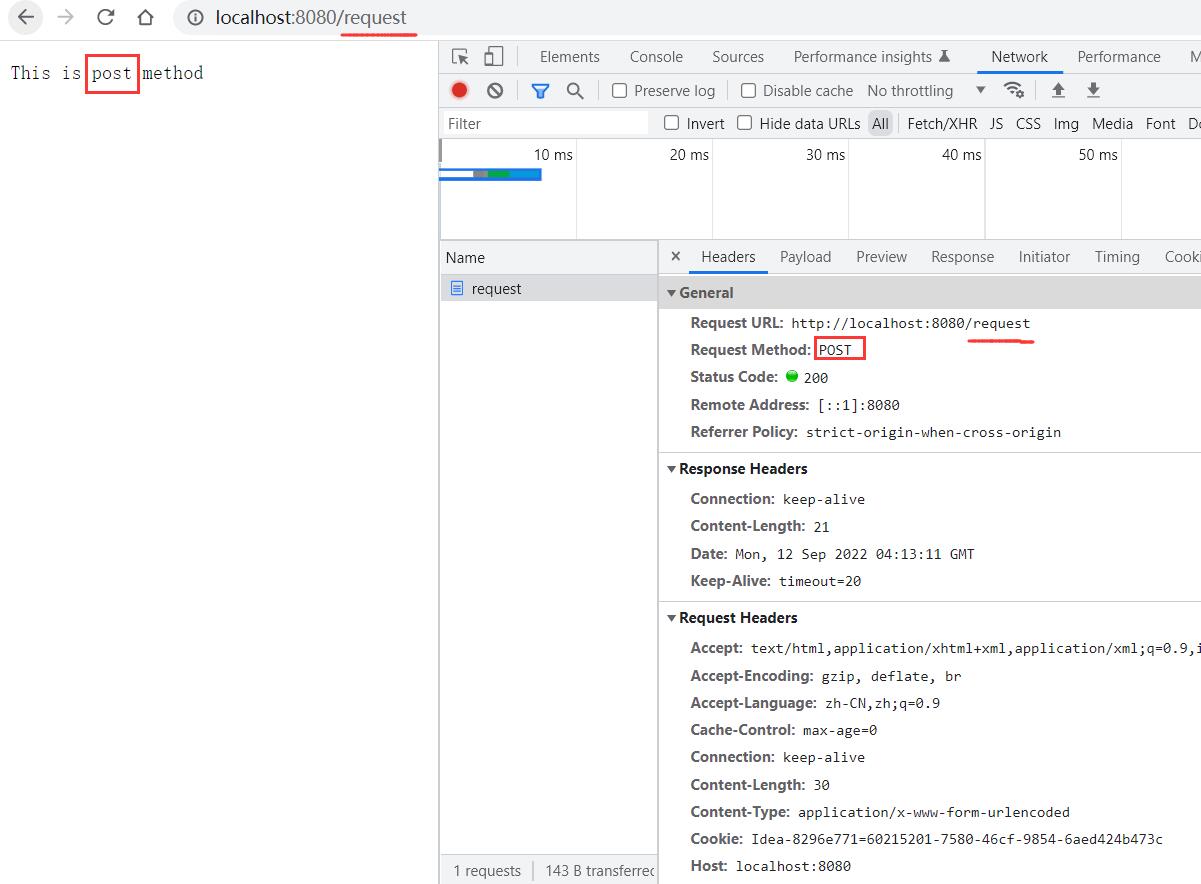 localhost:8080/request
This is post method
Elements Console Sources Performance insights Network Performance
Preserve log Disable cache No throttling
Filter Invert Hide data URLs All Fetch/XHR JS CSS Img Media Font
10 ms 20 ms 30 ms 40 ms 50 ms
Name
request
1 requests 143 B transferred
× Headers Payload Preview Response Initiator Timing Cooki
General
Request URL: http://localhost:8080/request
Request Method: POST
Status Code: 200
Remote Address: [::1]:8080
Referrer Policy: strict-origin-when-cross-origin
Response Headers
Connection: keep-alive
Content-Length: 21
Date: Mon, 12 Sep 2022 04:13:11 GMT
Keep-Alive: timeout=20
Request Headers
Accept: text/html,application/xhtml+xml,application/xml;q=0.9,i
Accept-Encoding: gzip, deflate, br
Accept-Language: zh-CN,zh;q=0.9
Cache-Control: max-age=0
Connection: keep-alive
Content-Length: 30
Content-Type: application/x-www-form-urlencoded
Cookie: Idea-8296e771=60215201-7580-46cf-9854-6aed424b473c
Host: localhost:8080